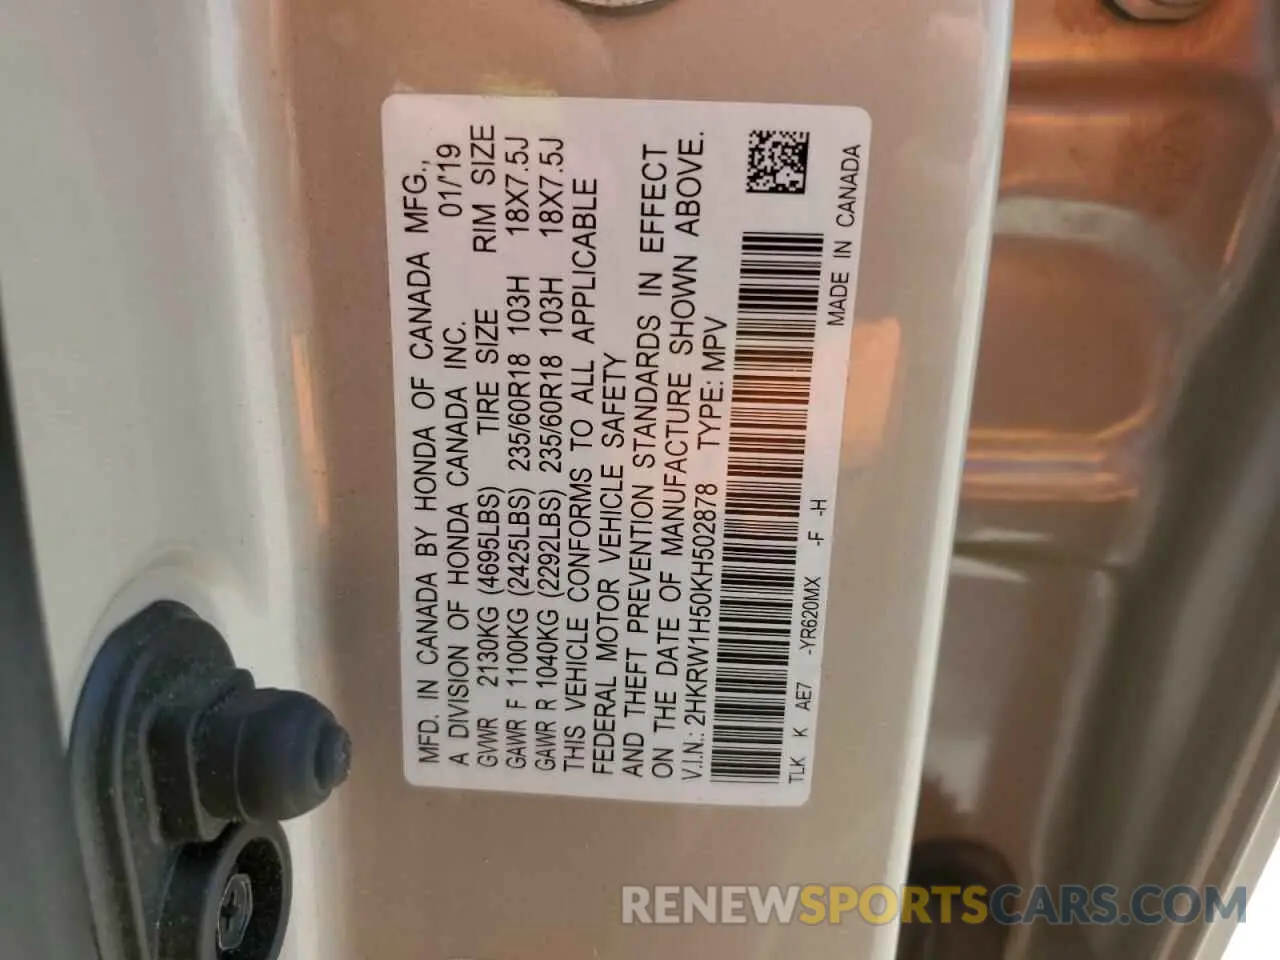 MFD. IN CANADA BY HONDA OF CANADA MFG.,
A DIVISION OF HONDA CANADA INC. 01/'19
GVWR 2130KG (4695LBS) TIRE SIZE RIM SIZE
GAWR F 1100KG (2425LBS) 235/60R18 103H 18X7.5J
GAWR R 1040KG (2292LBS) 235/60R18 103H 18X7.5J
THIS VEHICLE CONFORMS TO ALL APPLICABLE
FEDERAL MOTOR VEHICLE SAFETY
AND THEFT PREVENTION STANDARDS IN EFFECT
ON THE DATE OF MANUFACTURE SHOWN ABOVE.
V.I.N.: 2HKRW1H50KH502878 TYPE: MPV
TLK K AE7 -YR620MX -F -H MADE IN CANADA
RENEWSPORTSCARS.COM